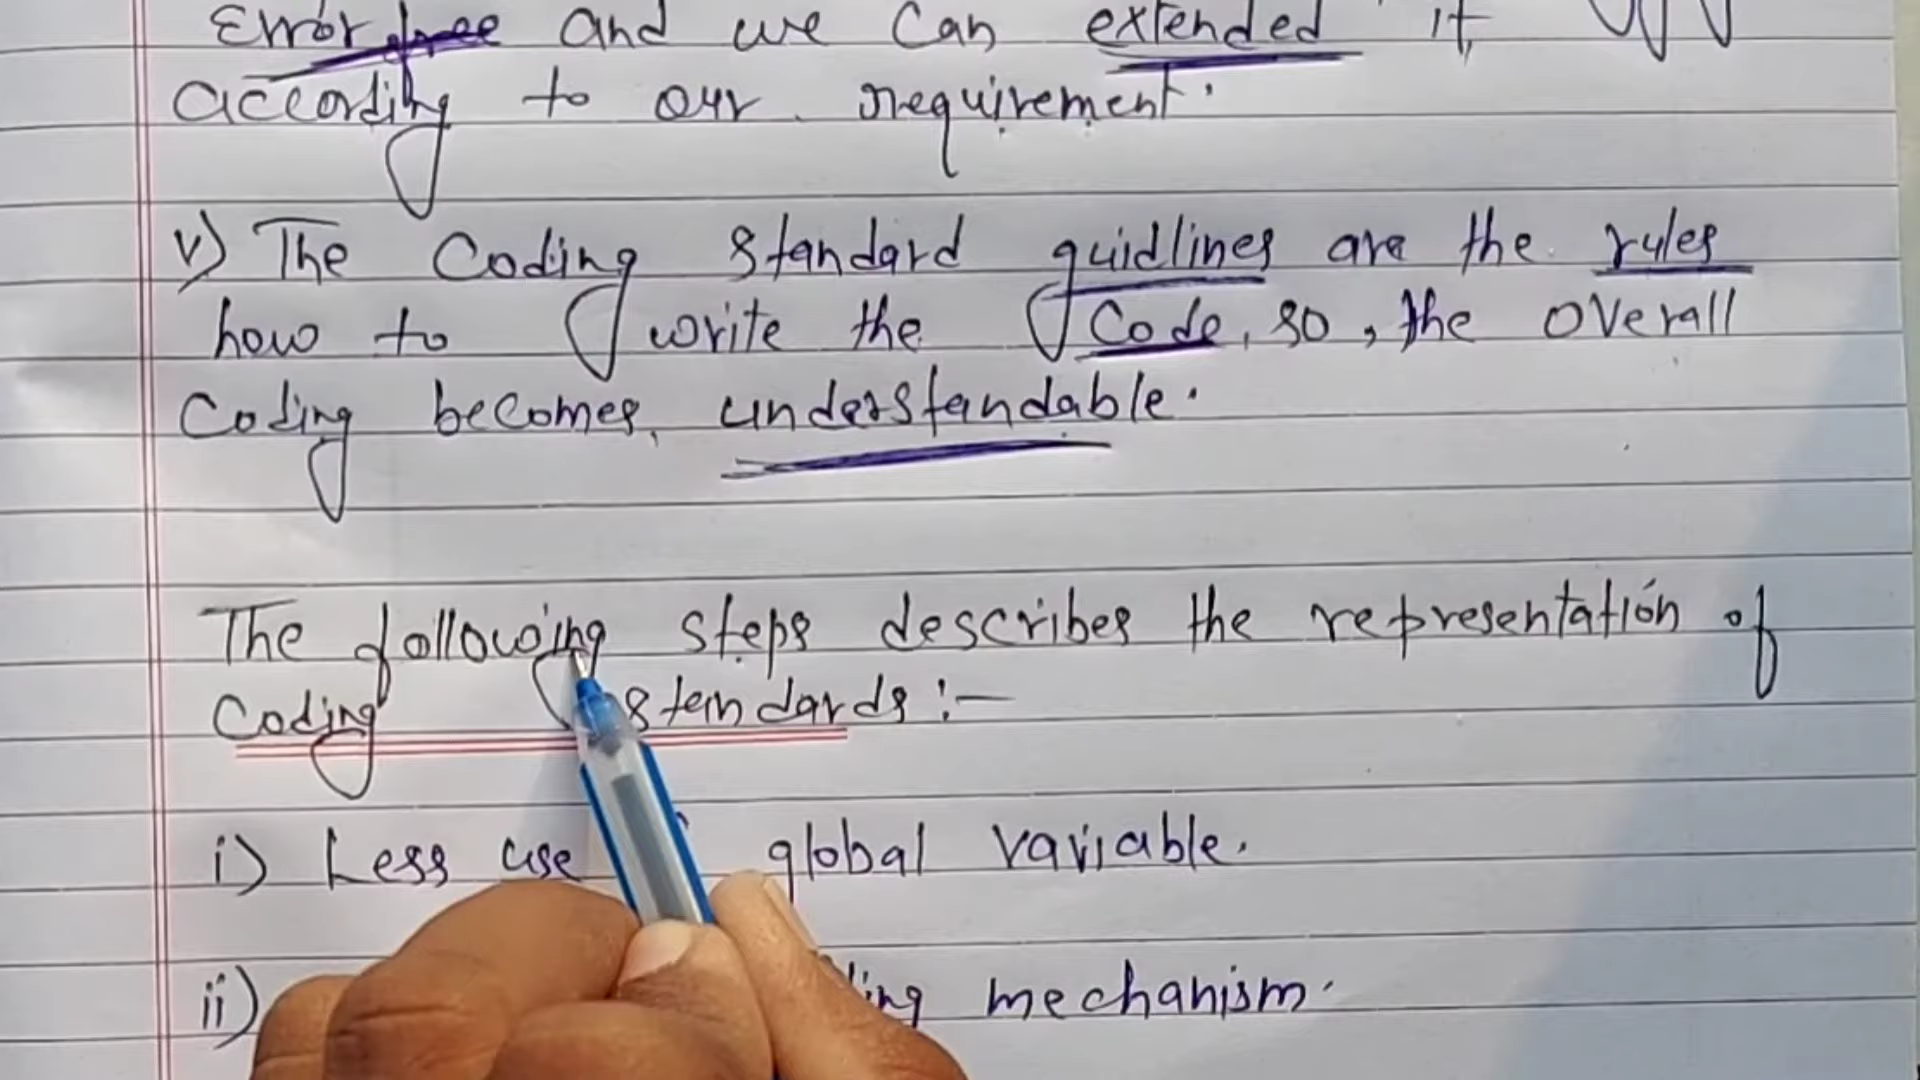 Error free and we can extended it
according to our requirement.
v) The Coding standard guidlines are the rules
how to write the Code, so, the overall
Coding becomes understandable.
The following steps describes the representation of
Coding standards:-
i) Less use global variable.
ii) mechanism.